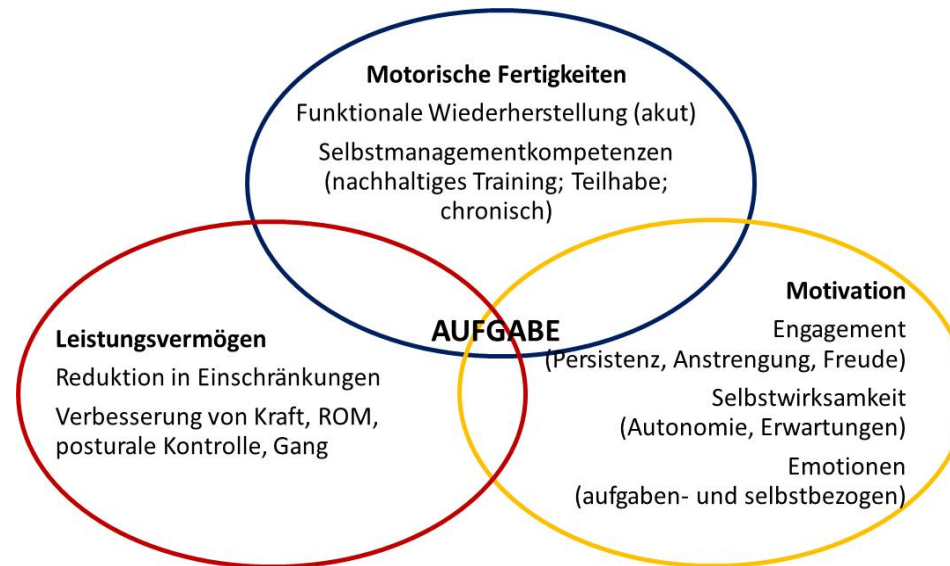 Motorische Fertigkeiten
Funktionale Wiederherstellung (akut)
Selbstmanagementkompetenzen
(nachhaltiges Training; Teilhabe;
chronisch)
AUFGABE
Leistungsvermögen
Reduktion in Einschränkungen
Verbesserung von Kraft, ROM,
posturale Kontrolle, Gang
Motivation
Engagement
(Persistenz, Anstrengung, Freude)
Selbstwirksamkeit
(Autonomie, Erwartungen)
Emotionen
(aufgaben- und selbstbezogen)